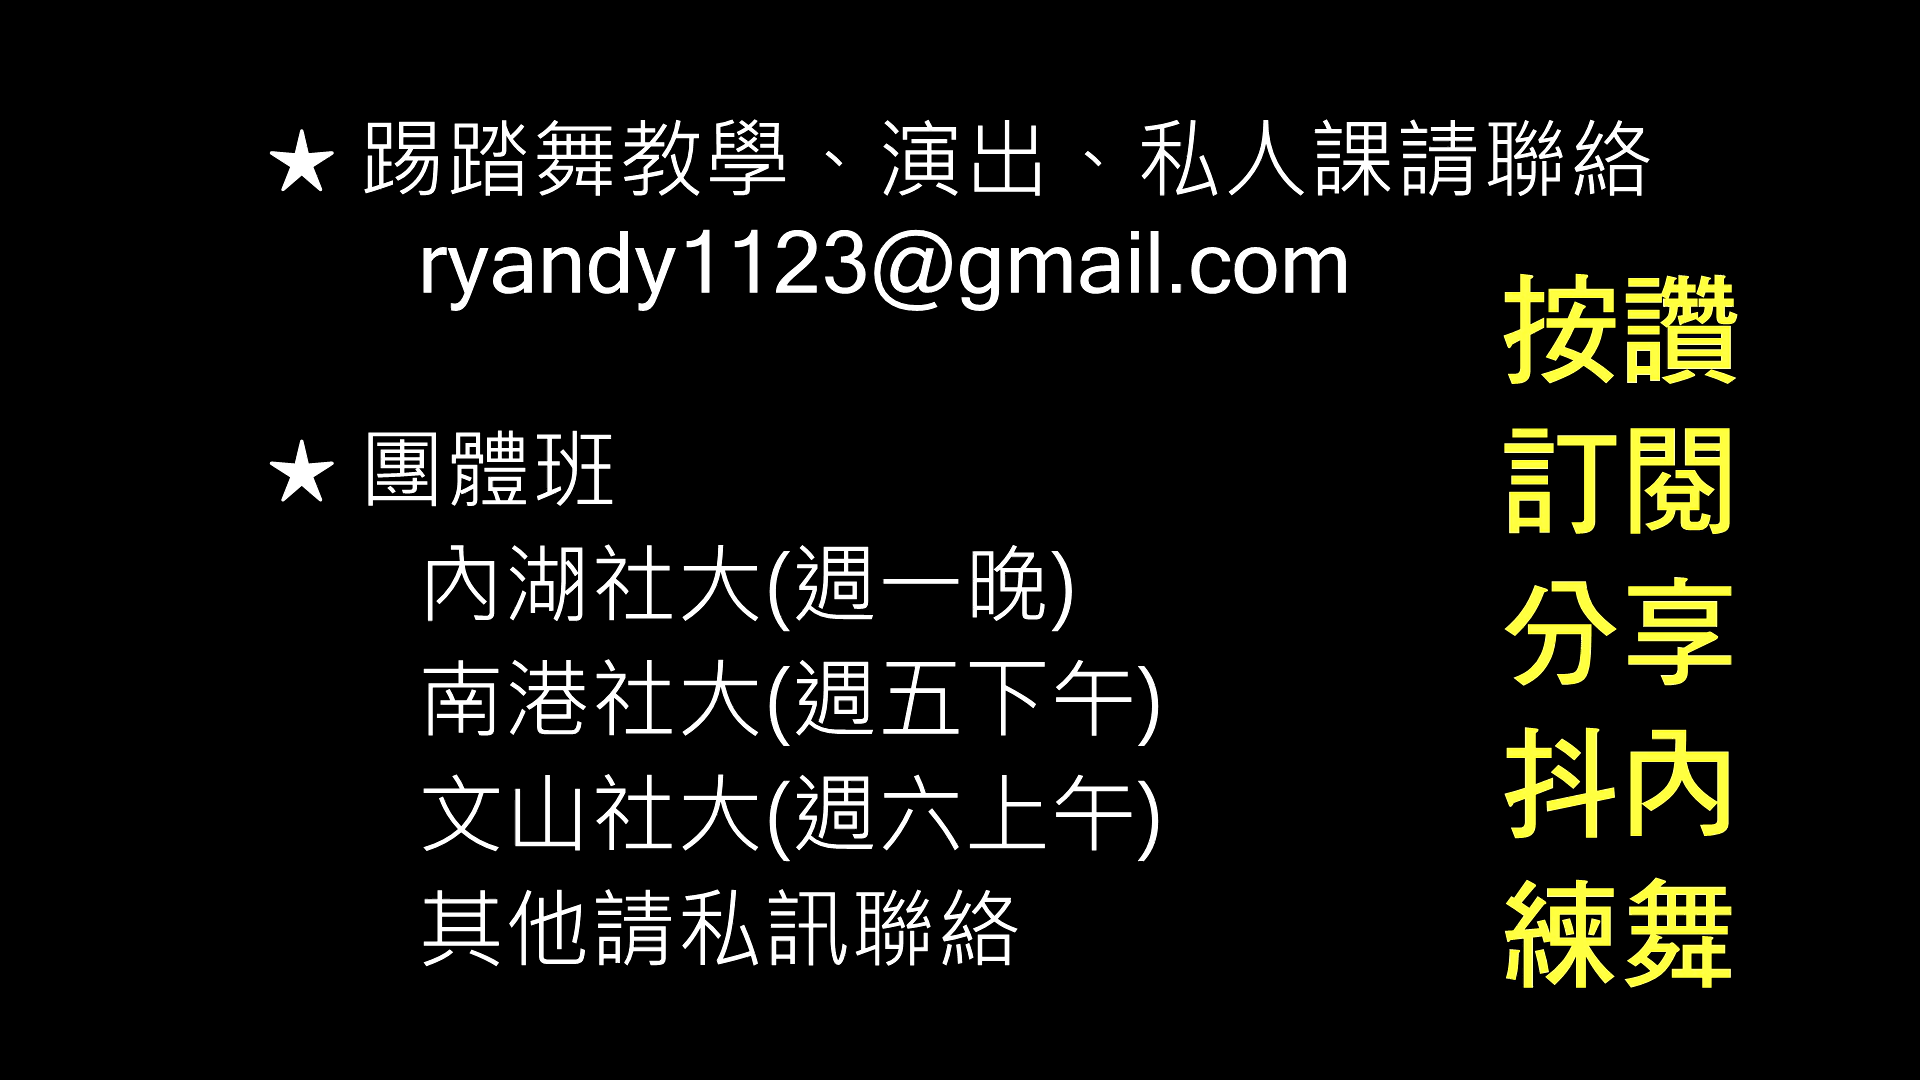 ★ 踢踏舞教學、演出、私人課請聯絡
ryandy1123@gmail.com
★ 團體班
內湖社大(週一晚)
南港社大(週五下午)
文山社大(週六上午)
其他請私訊聯絡
按讚
訂閱
分享
抖內
練舞